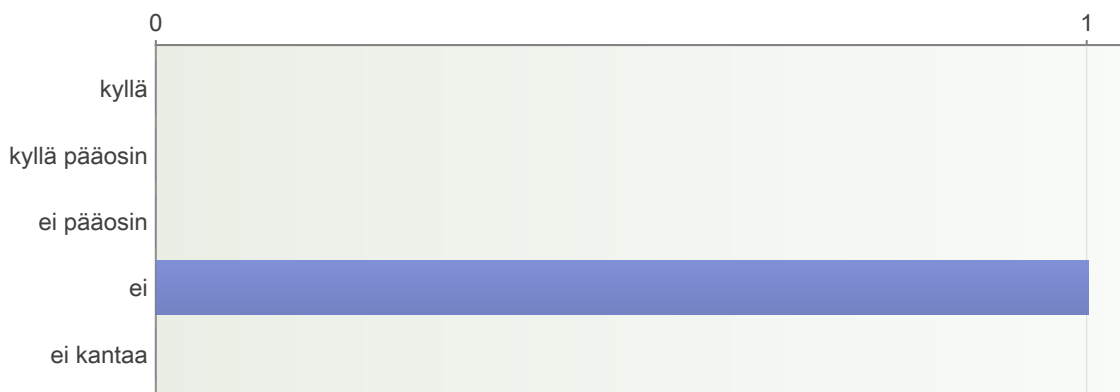 0 1
kyllä
kyllä pääosin
ei pääosin
ei
ei kantaa